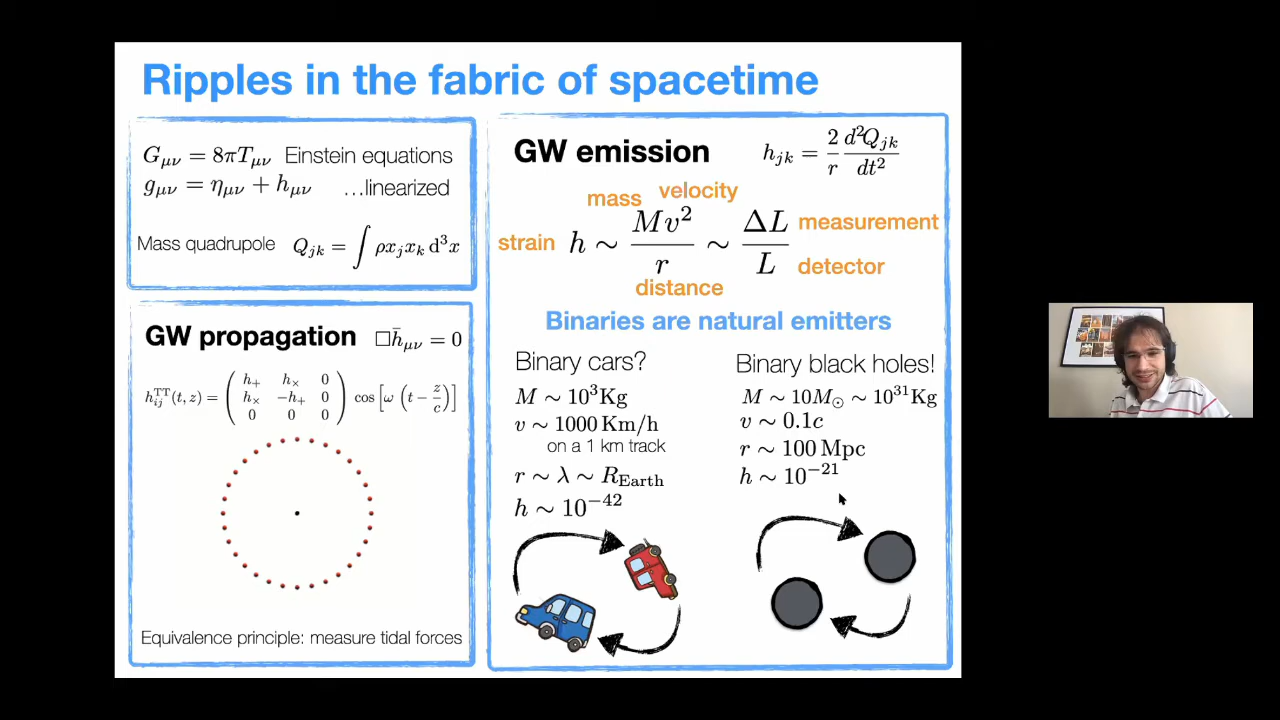 Ripples in the fabric of spacetime
G_{μν} = 8πT_{μν} Einstein equations
g_{μν} = η_{μν} + h_{μν} …linearized
Mass quadrupole Q_{jk} = ∫ ρx_j x_k d³x
GW propagation □h̄_{μν} = 0
h_{ij}^{TT}(t, z) = ( h_+ h_× 0
h_× −h_+ 0
0 0 0 ) cos[ω (t − z/c)]
Equivalence principle: measure tidal forces
GW emission h_{jk} = 2/r d²Q_{jk}/dt²
mass velocity
strain h ∼ Mv²/r ∼ ΔL/L measurement
detector
distance
Binaries are natural emitters
Binary cars?
M ∼ 10³Kg
v ∼ 1000 Km/h
on a 1 km track
r ∼ λ ∼ R_{Earth}
h ∼ 10^{−42}
Binary black holes!
M ∼ 10M_⊙ ∼ 10^{31}Kg
v ∼ 0.1c
r ∼ 100 Mpc
h ∼ 10^{−21}